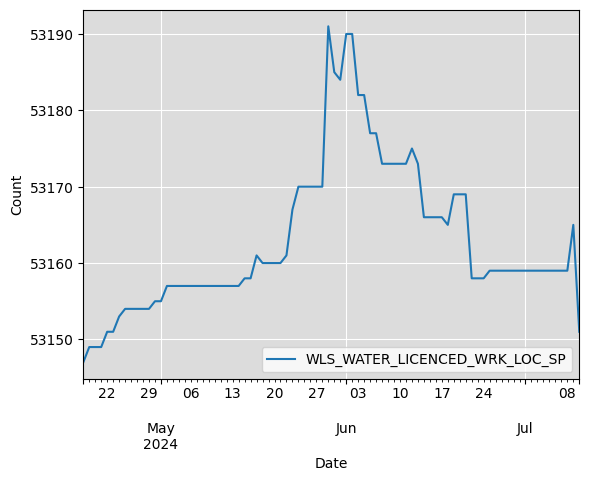 53190
53180
53170
53160
53150
Count
WLS_WATER_LICENCED_WRK_LOC_SP
22 29 06 13 20 27 03 10 17 24 08
May Jun Jul
2024
Date